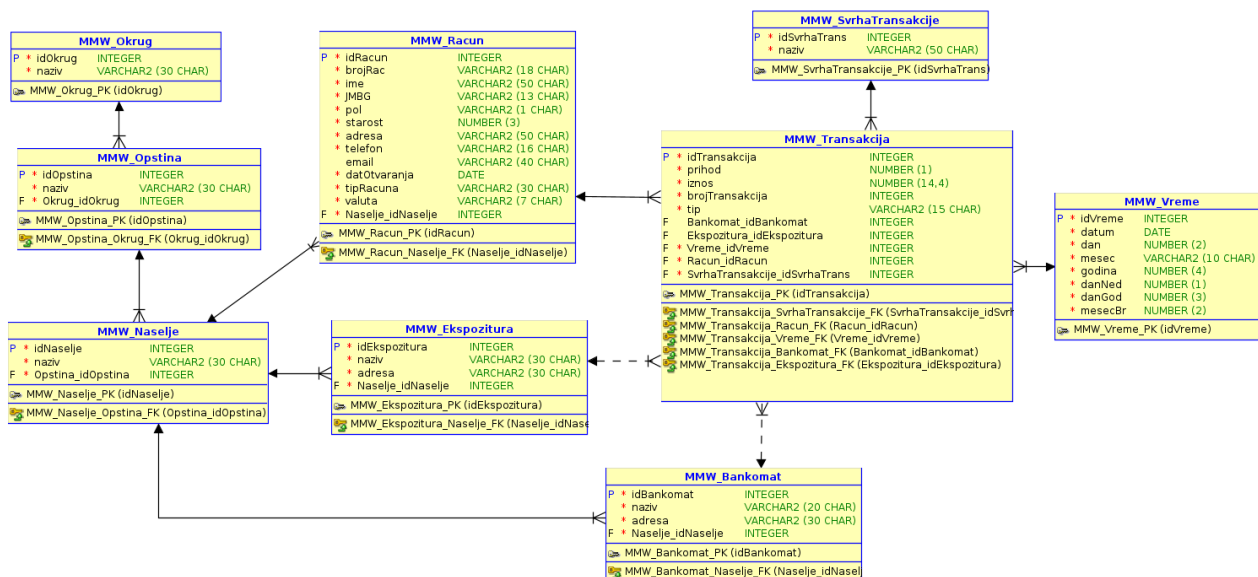 MMW_SvrhaTransakcije
P * idSvrhaTrans INTEGER
* naziv VARCHAR2 (50 CHAR)
MMW_SvrhaTransakcije_PK (idSvrhaTrans)
MMW_Okrug
P * idOkrug INTEGER
* naziv VARCHAR2 (30 CHAR)
MMW_Okrug_PK (idOkrug)
MMW_Racun
P * idRacun INTEGER
* brojRac VARCHAR2 (18 CHAR)
* ime VARCHAR2 (50 CHAR)
* JMBG VARCHAR2 (13 CHAR)
* pol VARCHAR2 (1 CHAR)
* starost NUMBER (3)
* adresa VARCHAR2 (50 CHAR)
* telefon VARCHAR2 (16 CHAR)
email VARCHAR2 (40 CHAR)
* datOtvaranja DATE
* tipRacuna VARCHAR2 (30 CHAR)
* valuta VARCHAR2 (7 CHAR)
F * Naselje_idNaselje INTEGER
MMW_Racun_PK (idRacun)
MMW_Racun_Naselje_FK (Naselje_idNaselje)
MMW_Opstina
P * idOpstina INTEGER
* naziv VARCHAR2 (30 CHAR)
F * Okrug_idOkrug INTEGER
MMW_Opstina_PK (idOpstina)
MMW_Opstina_Okrug_FK (Okrug_idOkrug)
MMW_Transakcija
P * idTransakcija INTEGER
* prihod NUMBER (1)
* iznos NUMBER (14,4)
* brojTransakcija INTEGER
* tip VARCHAR2 (15 CHAR)
F Bankomat_idBankomat INTEGER
F Ekspozitura_idEkspozitura INTEGER
F * Vreme_idVreme INTEGER
F * Racun_idRacun INTEGER
F * SvrhaTransakcije_idSvrhaTrans INTEGER
MMW_Transakcija_PK (idTransakcija)
MMW_Transakcija_SvrhaTransakcije_FK (SvrhaTransakcije_idSvrh
MMW_Transakcija_Racun_FK (Racun_idRacun)
MMW_Transakcija_Vreme_FK (Vreme_idVreme)
MMW_Transakcija_Bankomat_FK (Bankomat_idBankomat)
MMW_Transakcija_Ekspozitura_FK (Ekspozitura_idEkspozitura)
MMW_Vreme
P * idVreme INTEGER
* datum DATE
* dan NUMBER (2)
* mesec VARCHAR2 (10 CHAR)
* godina NUMBER (4)
* danNed NUMBER (1)
* danGod NUMBER (3)
* mesecBr NUMBER (2)
MMW_Vreme_PK (idVreme)
MMW_Naselje
P * idNaselje INTEGER
* naziv VARCHAR2 (30 CHAR)
F * Opstina_idOpstina INTEGER
MMW_Naselje_PK (idNaselje)
MMW_Naselje_Opstina_FK (Opstina_idOpstina)
MMW_Ekspozitura
P * idEkspozitura INTEGER
* naziv VARCHAR2 (30 CHAR)
* adresa VARCHAR2 (30 CHAR)
F * Naselje_idNaselje INTEGER
MMW_Ekspozitura_PK (idEkspozitura)
MMW_Ekspozitura_Naselje_FK (Naselje_idNase
MMW_Bankomat
P * idBankomat INTEGER
* naziv VARCHAR2 (20 CHAR)
* adresa VARCHAR2 (30 CHAR)
F * Naselje_idNaselje INTEGER
MMW_Bankomat_PK (idBankomat)
MMW_Bankomat_Naselje_FK (Naselje_idNasel